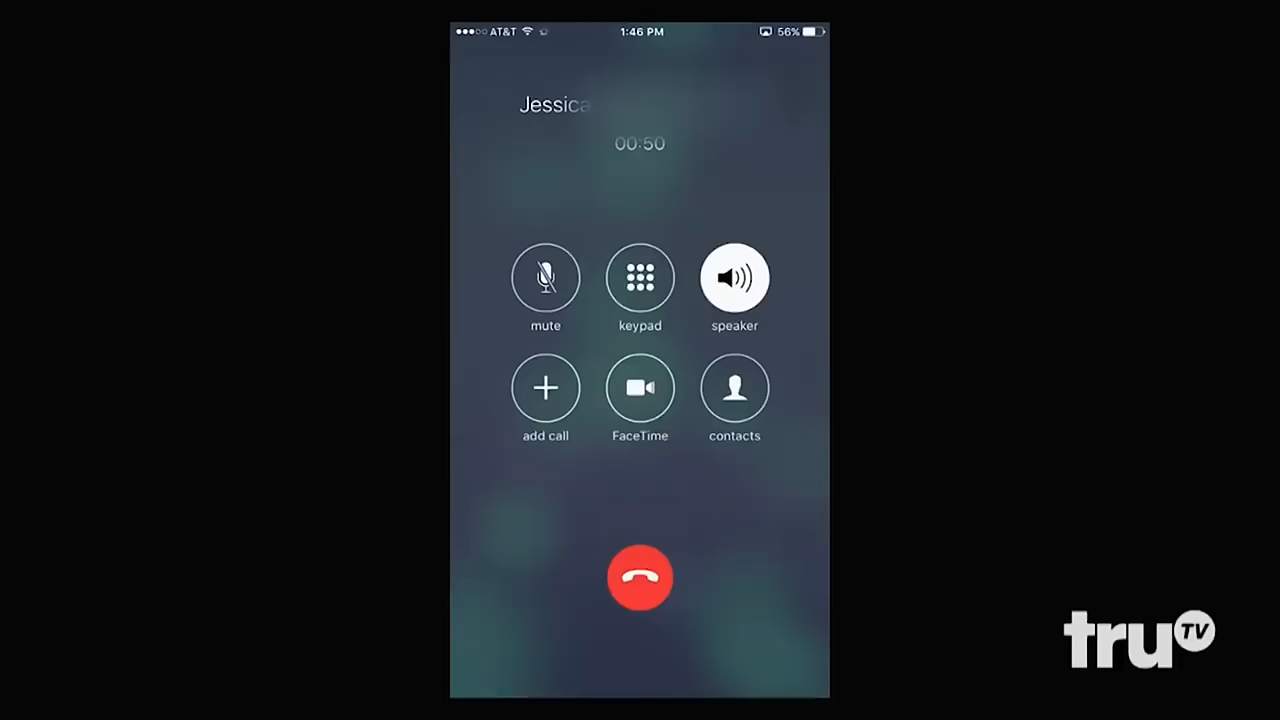 AT&T 1:46 PM 56%
Jessica
00:50
mute keypad speaker
add call FaceTime contacts
truTV